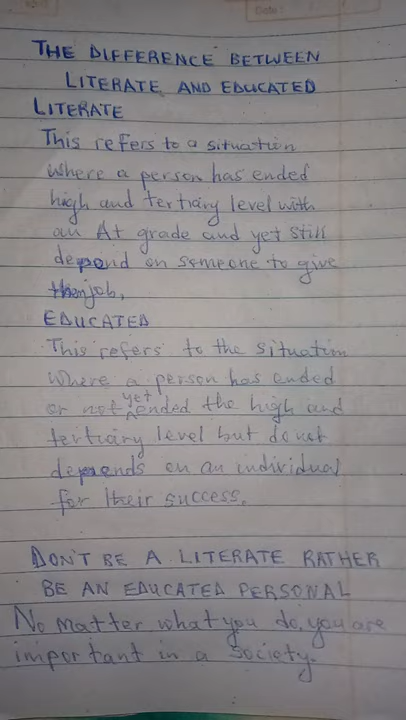 Date:
THE DIFFERENCE BETWEEN
LITERATE AND EDUCATED
LITERATE
This refers to a situation
where a person has ended
high and tertiary level with
an At grade and yet still
depend on someone to give
them job,
EDUCATED
This refers to the situation
where a person has ended
or not yet ended the high and
tertiary level but do not
depends on an individual
for their success.
DON'T BE A LITERATE RATHER
BE AN EDUCATED PERSONAL
No matter what you do, you are
important in a society.